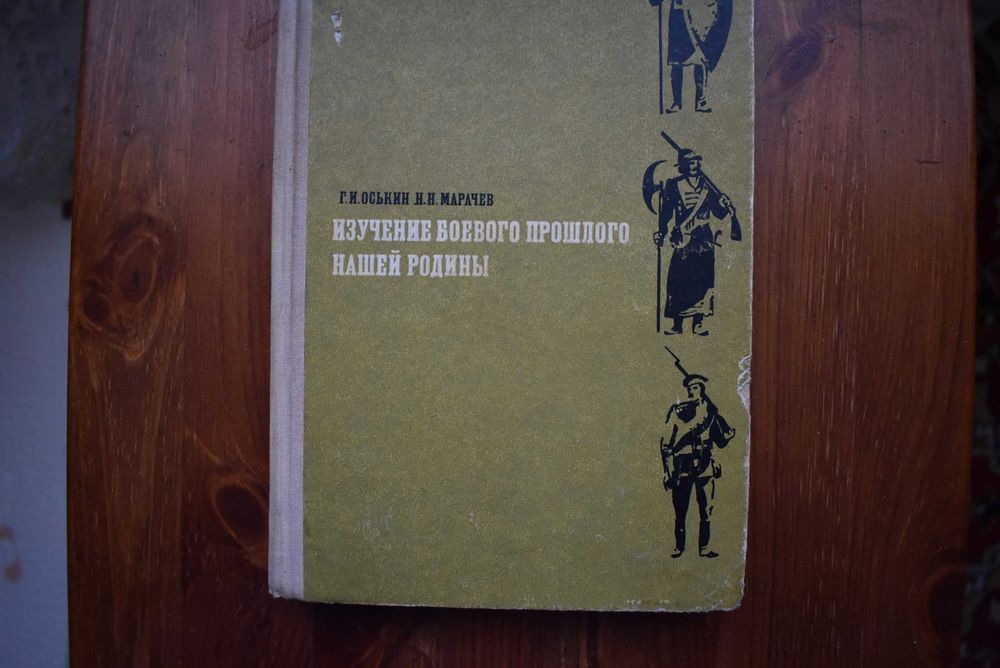 Г.И.ОСЬКИН Н.Н.МАРАЧЕВ
ИЗУЧЕНИЕ БОЕВОГО ПРОШЛОГО
НАШЕЙ РОДИНЫ